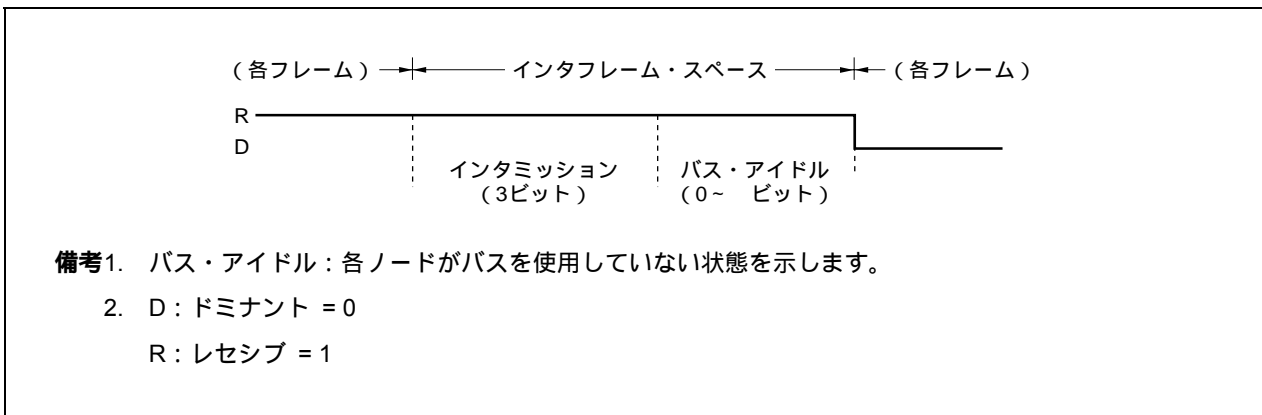 （各フレーム） インタフレーム・スペース （各フレーム）
R
D
インタミッション バス・アイドル
（3ビット） （0~ ビット）
備考1. バス・アイドル：各ノードがバスを使用していない状態を示します。
2. D：ドミナント = 0
R：レセシブ = 1